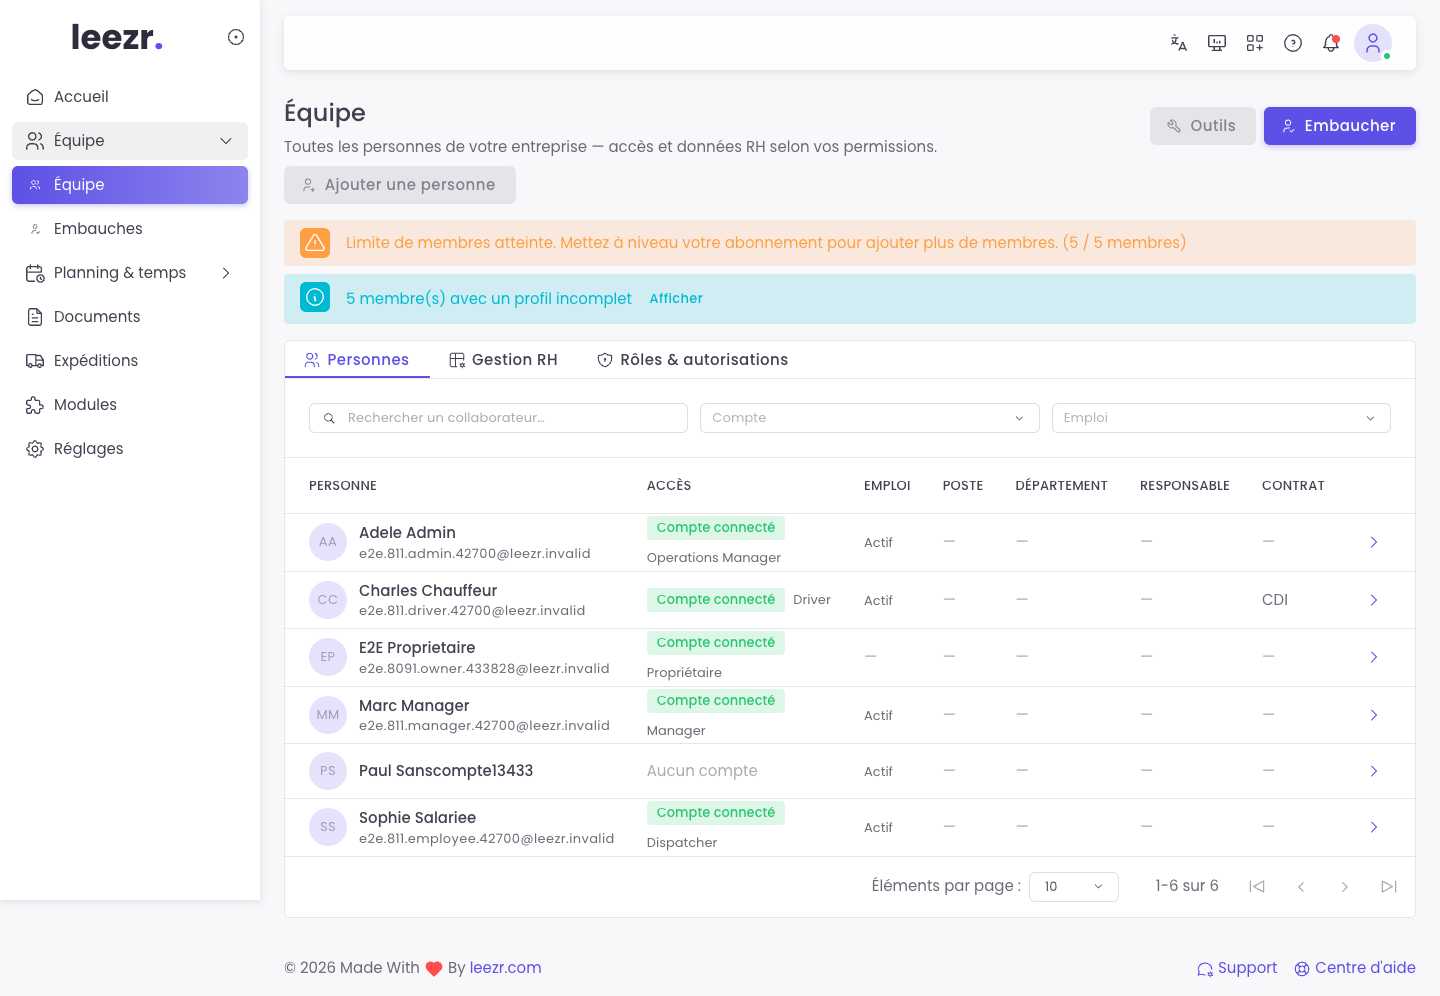 leezr.
Accueil
Équipe
Équipe
Embauches
Planning & temps
Documents
Expéditions
Modules
Réglages
Équipe
Toutes les personnes de votre entreprise — accès et données RH selon vos permissions.
Outils
Embaucher
Ajouter une personne
Limite de membres atteinte. Mettez à niveau votre abonnement pour ajouter plus de membres. (5 / 5 membres)
5 membre(s) avec un profil incomplet Afficher
Personnes Gestion RH Rôles & autorisations
Rechercher un collaborateur... Compte Emploi
PERSONNE ACCÈS EMPLOI POSTE DÉPARTEMENT RESPONSABLE CONTRAT
AA Adele Admin
e2e.811.admin.42700@leezr.invalid
Compte connecté
Operations Manager
Actif — — — —
CC Charles Chauffeur
e2e.811.driver.42700@leezr.invalid
Compte connecté Driver
Actif — — — CDI
EP E2E Proprietaire
e2e.8091.owner.433828@leezr.invalid
Compte connecté
Propriétaire
— — — — —
MM Marc Manager
e2e.811.manager.42700@leezr.invalid
Compte connecté
Manager
Actif — — — —
PS Paul Sanscompte13433
Aucun compte
Actif — — — —
SS Sophie Salariee
e2e.811.employee.42700@leezr.invalid
Compte connecté
Dispatcher
Actif — — — —
Éléments par page : 10 1-6 sur 6
© 2026 Made With By leezr.com
Support Centre d'aide